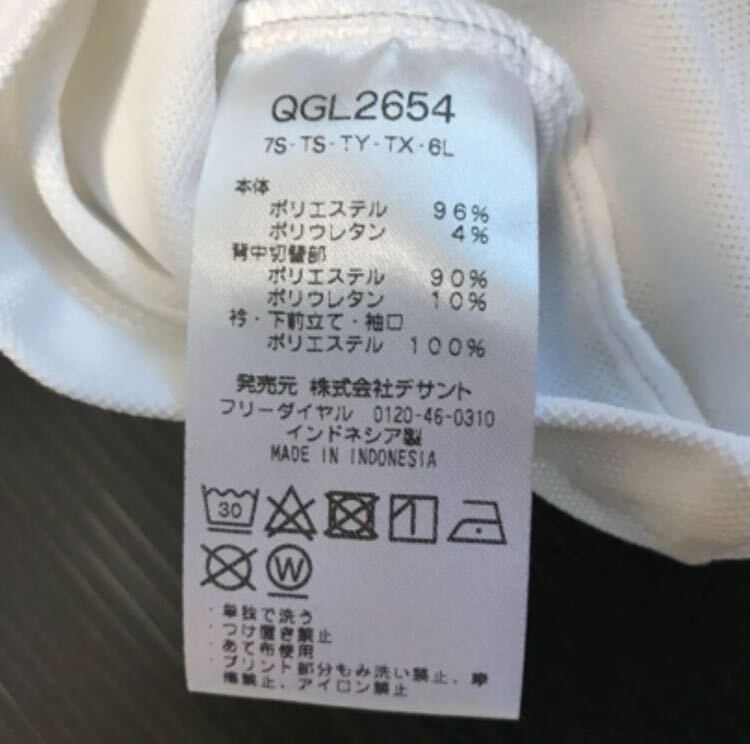 QGL2654
7S-TS-TY-TX-6L
本体
ポリエステル 96%
ポリウレタン 4%
背中切替部
ポリエステル 90%
ポリウレタン 10%
衿・下前立て・袖口
ポリエステル 100%
発売元 株式会社デサント
フリーダイヤル 0120-46-0310
インドネシア製
MADE IN INDONESIA
30
W
・単独で洗う
・つけ置き禁止
・あて布使用
・プリント部分もみ洗い禁止、摩
擦禁止、アイロン禁止